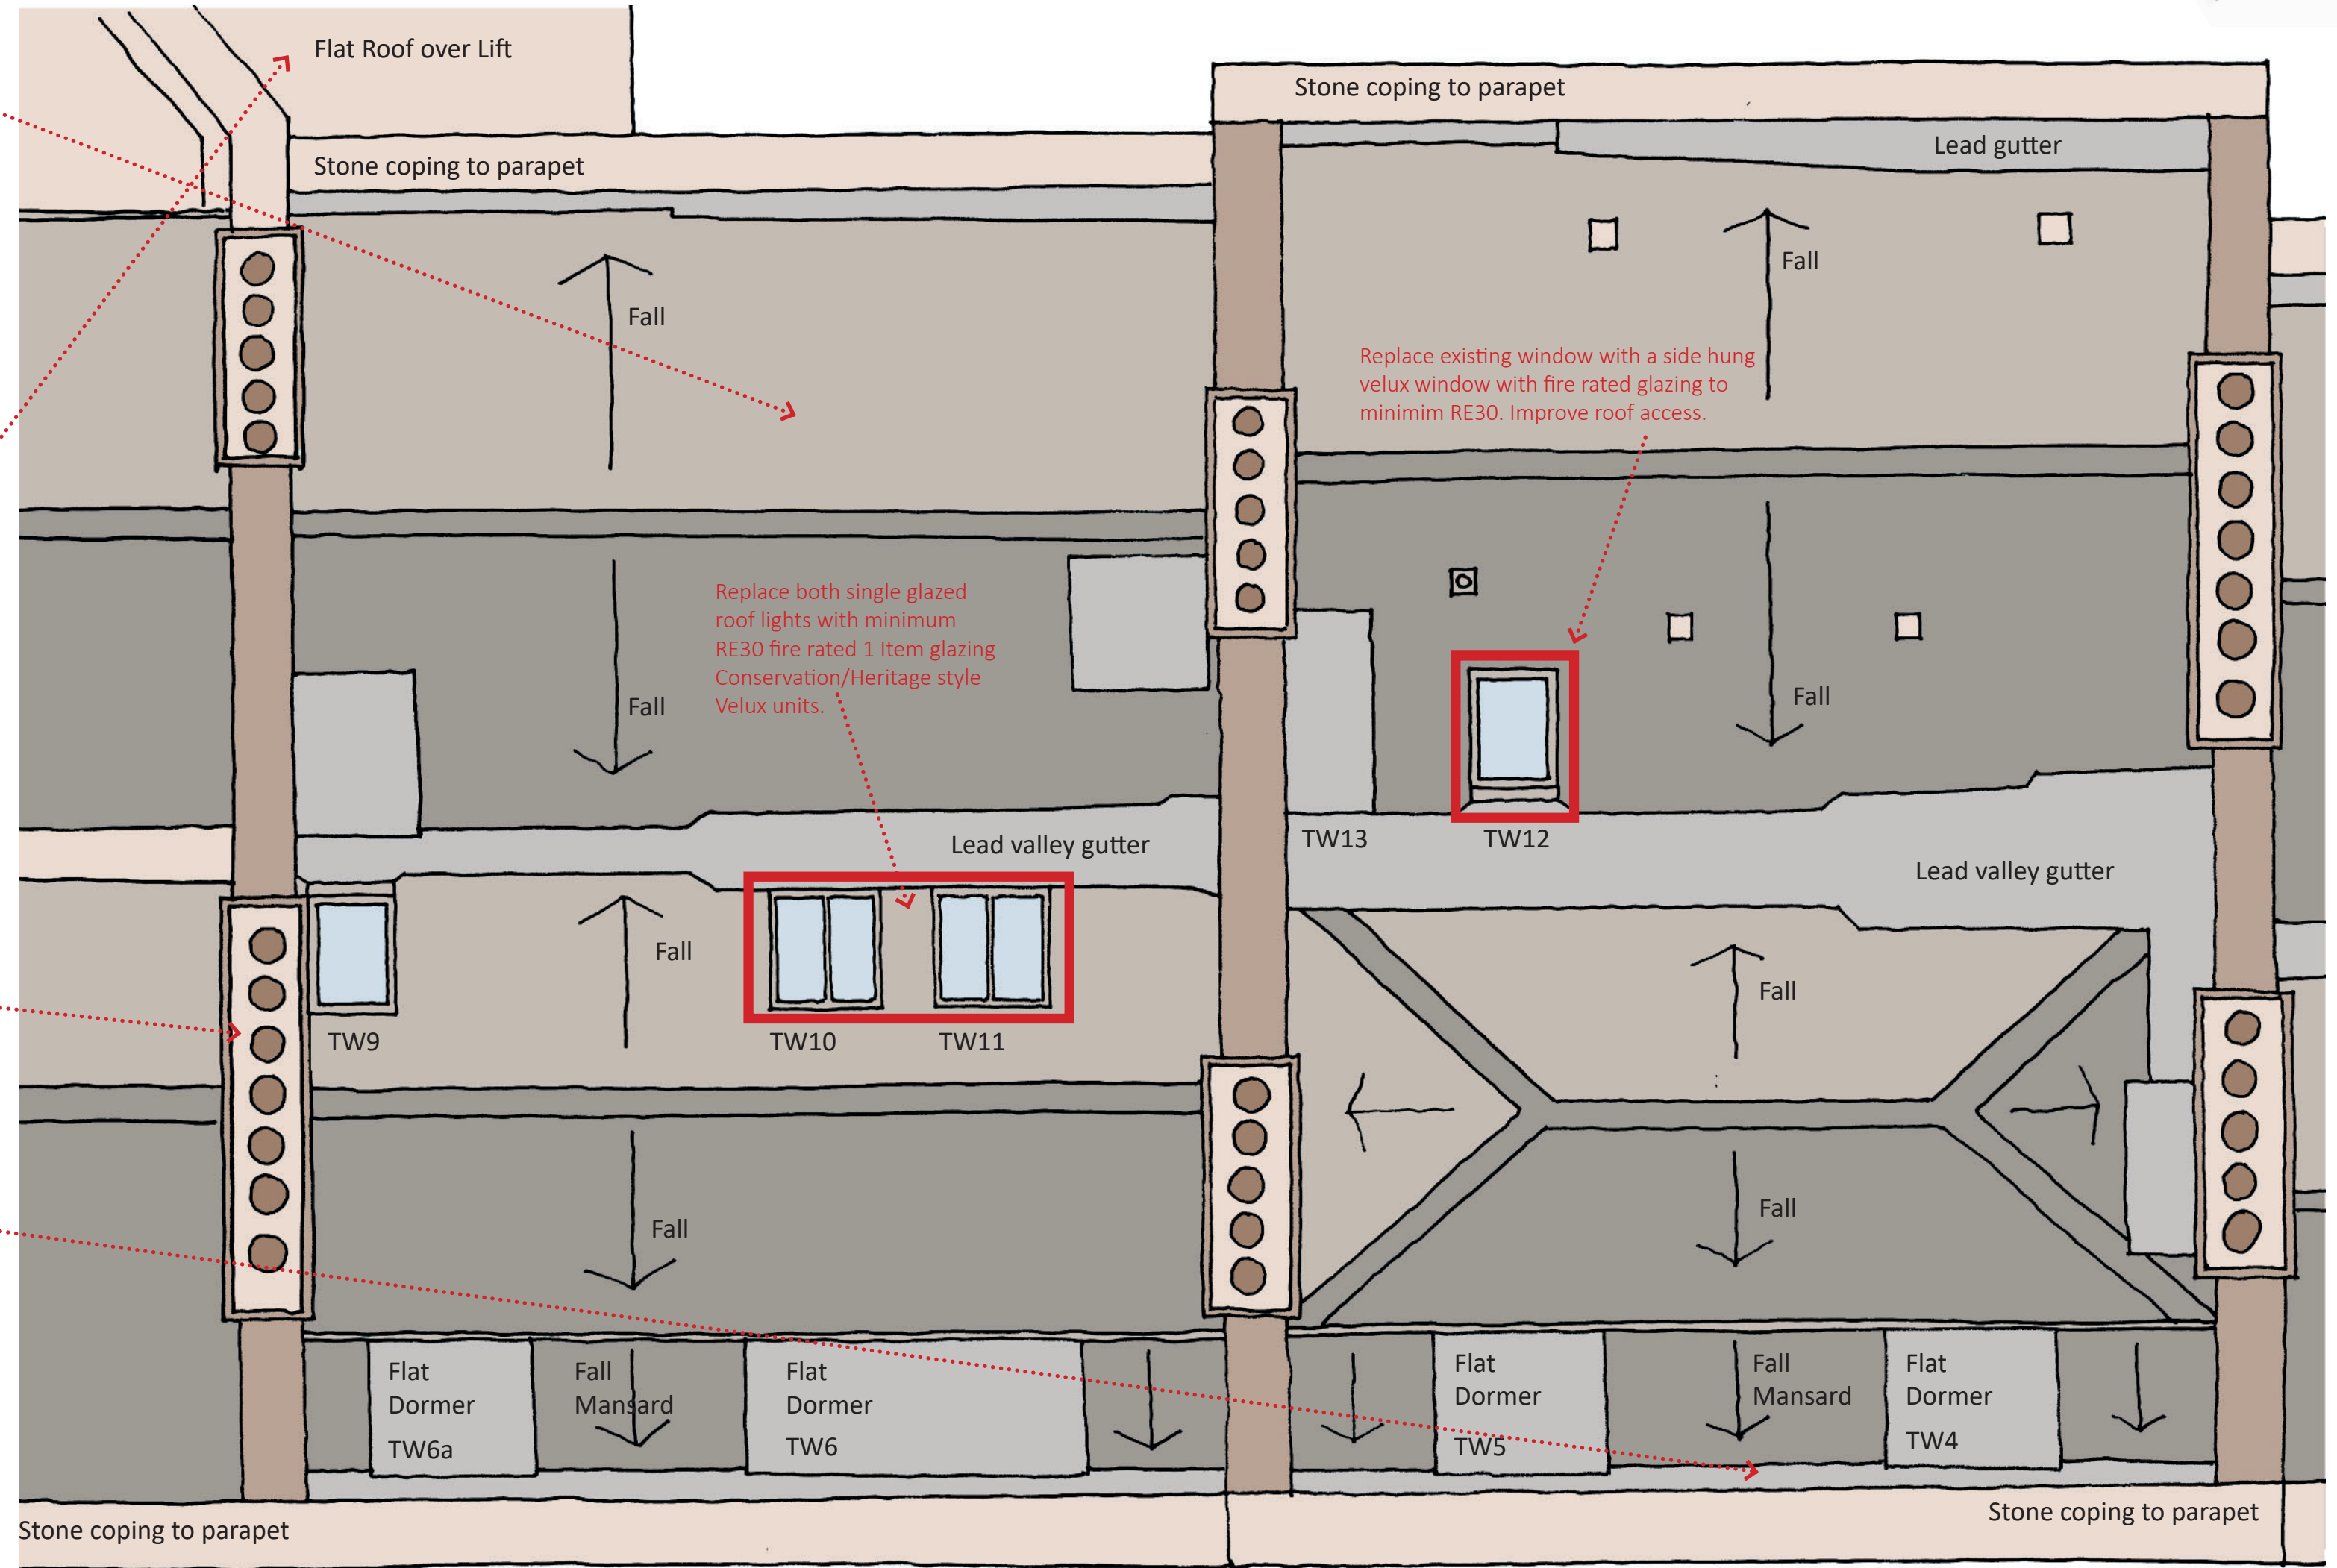 Flat Roof over Lift
Stone coping to parapet
Stone coping to parapet
Lead gutter
Fall
Fall
Replace existing window with a side hung
velux window with fire rated glazing to
minimim RE30. Improve roof access.
Replace both single glazed
roof lights with minimum
RE30 fire rated 1 Item glazing
Conservation/Heritage style
Velux units.
Fall
Fall
Lead valley gutter
TW13
TW12
Lead valley gutter
Fall
TW9
TW10
TW11
Fall
Fall
Fall
Flat
Dormer
TW6a
Fall
Mansard
Flat
Dormer
TW6
Flat
Dormer
TW5
Fall
Mansard
Flat
Dormer
TW4
Stone coping to parapet
Stone coping to parapet